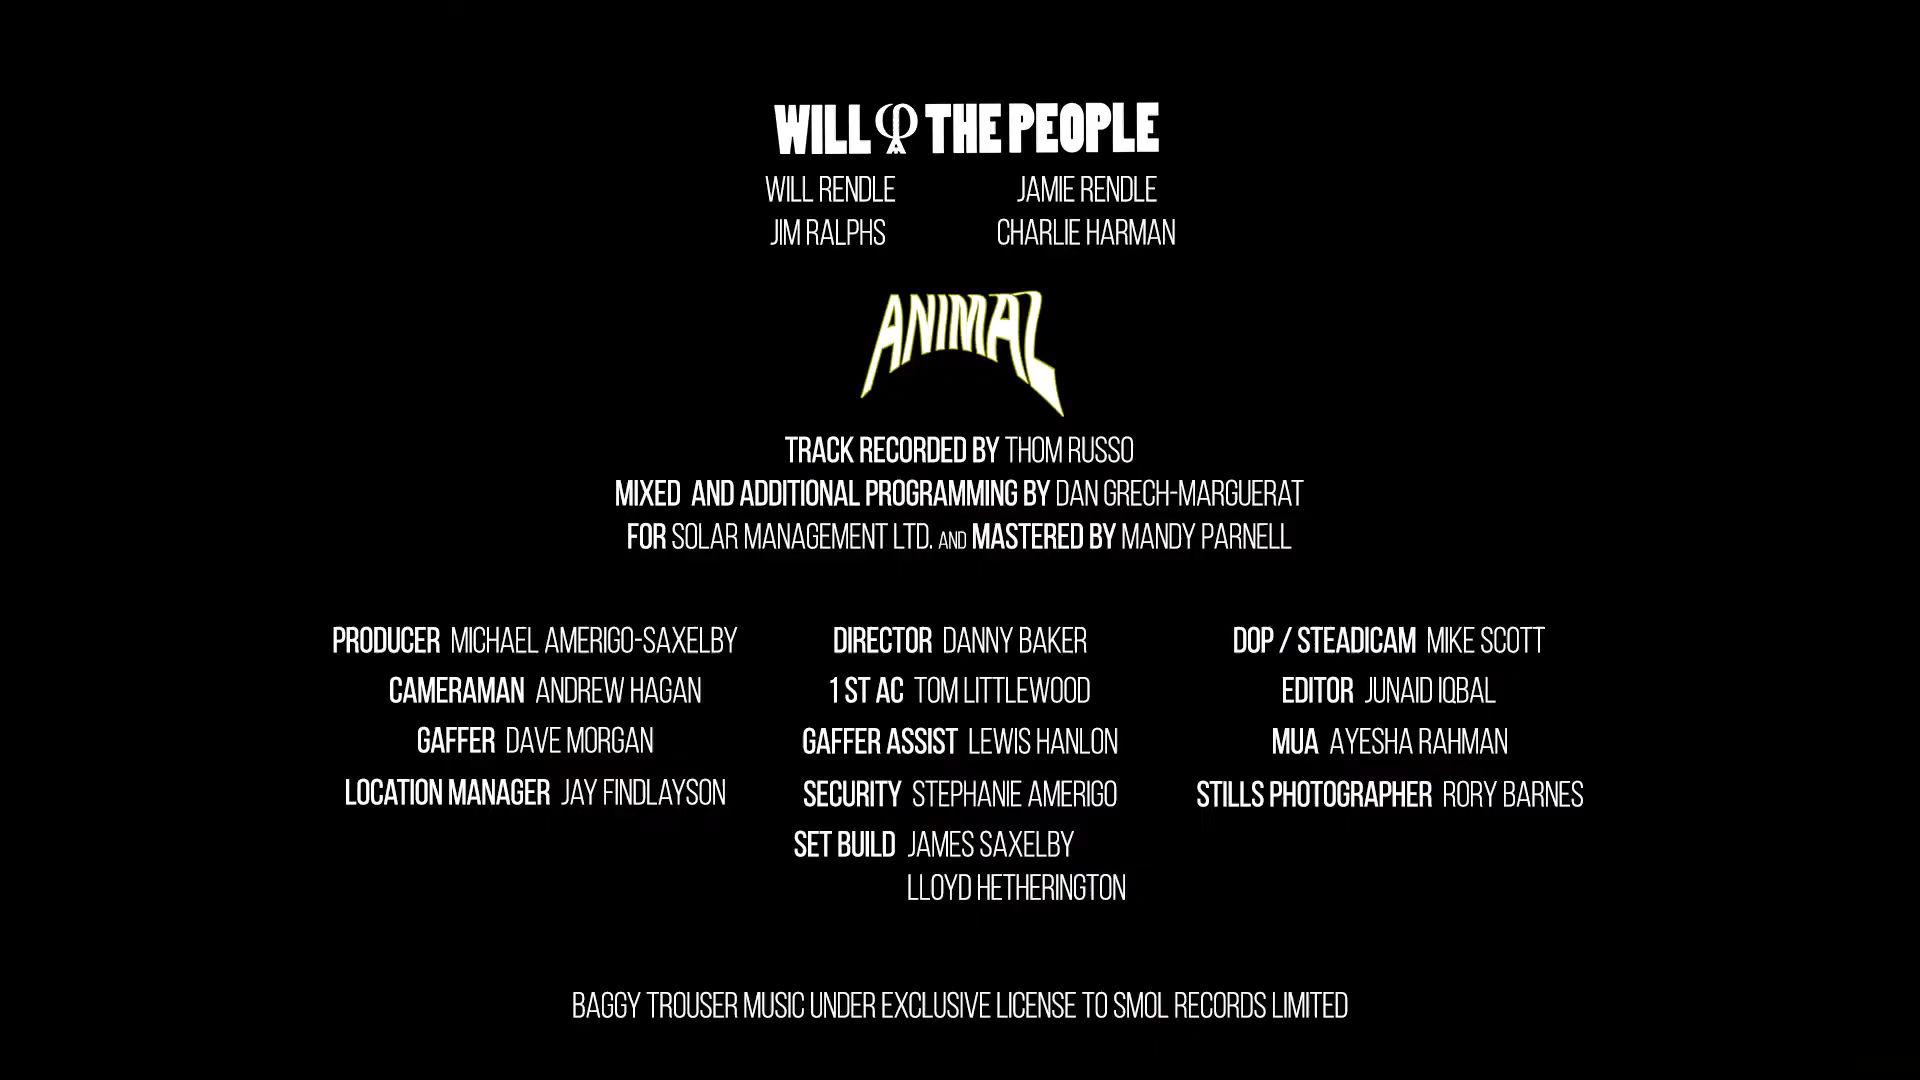 WILL THE PEOPLE
WILL RENDLE JAMIE RENDLE
JIM RALPHS CHARLIE HARMAN
ANIMAL
TRACK RECORDED BY THOM RUSSO
MIXED AND ADDITIONAL PROGRAMMING BY DAN GRECH-MARGUERAT
FOR SOLAR MANAGEMENT LTD. AND MASTERED BY MANDY PARNELL
PRODUCER MICHAEL AMERIGO-SAXELBY DIRECTOR DANNY BAKER DOP / STEADICAM MIKE SCOTT
CAMERAMAN ANDREW HAGAN 1 ST AC TOM LITTLEWOOD EDITOR JUNAID IQBAL
GAFFER DAVE MORGAN GAFFER ASSIST LEWIS HANLON MUA AYESHA RAHMAN
LOCATION MANAGER JAY FINDLAYSON SECURITY STEPHANIE AMERIGO STILLS PHOTOGRAPHER RORY BARNES
SET BUILD JAMES SAXELBY
LLOYD HETHERINGTON
BAGGY TROUSER MUSIC UNDER EXCLUSIVE LICENSE TO SMOL RECORDS LIMITED